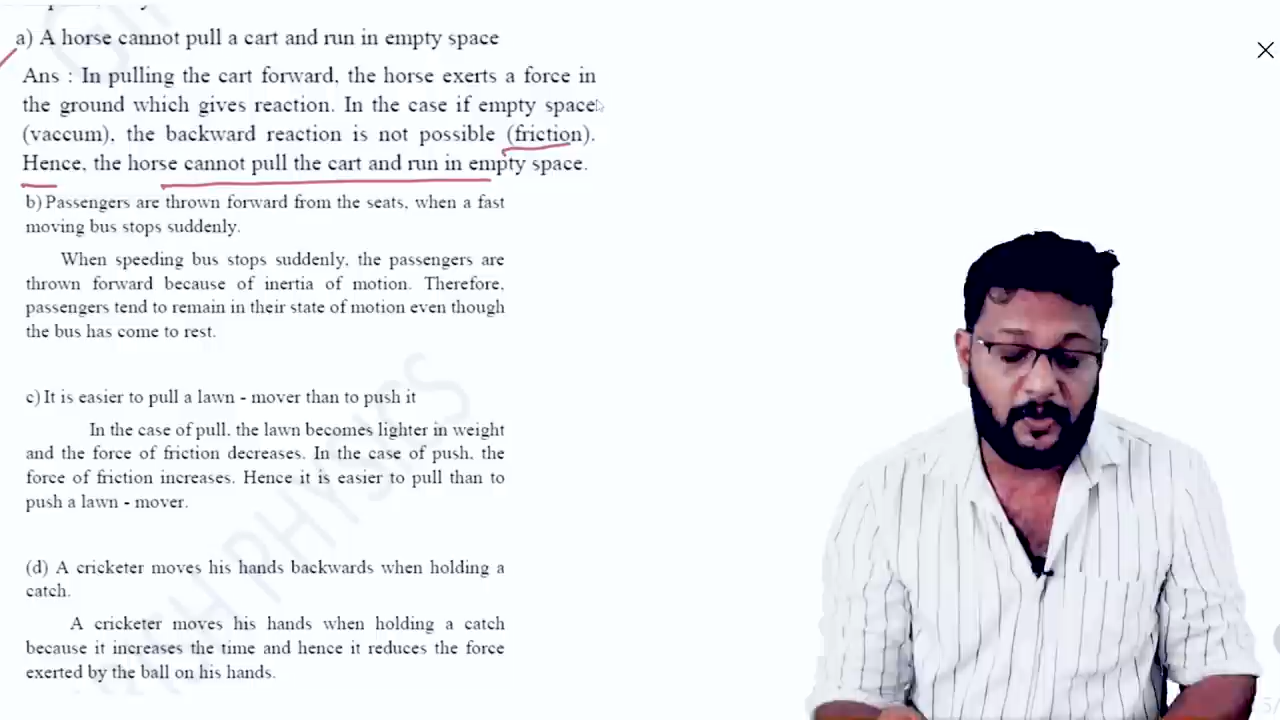 a) A horse cannot pull a cart and run in empty space
Ans : In pulling the cart forward, the horse exerts a force in
the ground which gives reaction. In the case if empty space
(vaccum), the backward reaction is not possible (friction).
Hence, the horse cannot pull the cart and run in empty space.
b) Passengers are thrown forward from the seats, when a fast
moving bus stops suddenly.
When speeding bus stops suddenly, the passengers are
thrown forward because of inertia of motion. Therefore,
passengers tend to remain in their state of motion even though
the bus has come to rest.
c) It is easier to pull a lawn - mover than to push it
In the case of pull, the lawn becomes lighter in weight
and the force of friction decreases. In the case of push, the
force of friction increases. Hence it is easier to pull than to
push a lawn - mover.
(d) A cricketer moves his hands backwards when holding a
catch.
A cricketer moves his hands when holding a catch
because it increases the time and hence it reduces the force
exerted by the ball on his hands.
PHYSICS